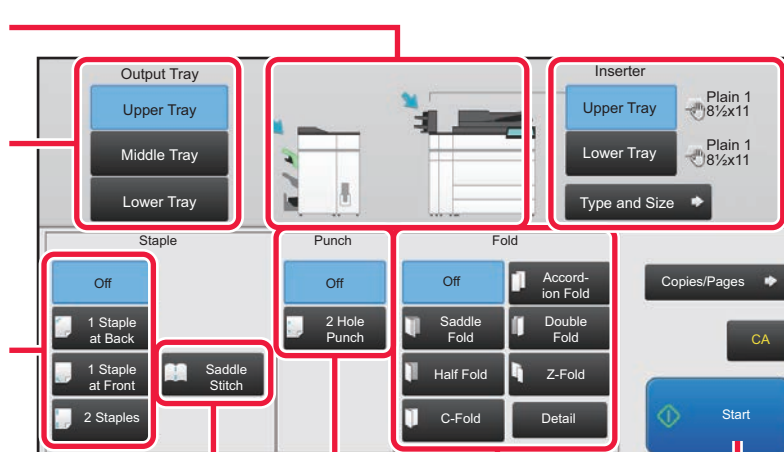 Output Tray
Upper Tray
Middle Tray
Lower Tray
Inserter
Upper Tray
Plain 1
8½x11
Lower Tray
Plain 1
8½x11
Type and Size
Staple
Off
1 Staple
at Back
1 Staple
at Front
2 Staples
Saddle
Stitch
Punch
Off
2 Hole
Punch
Fold
Off
Accord-
ion Fold
Saddle
Fold
Double
Fold
Half Fold
Z-Fold
C-Fold
Detail
Copies/Pages
CA
Start